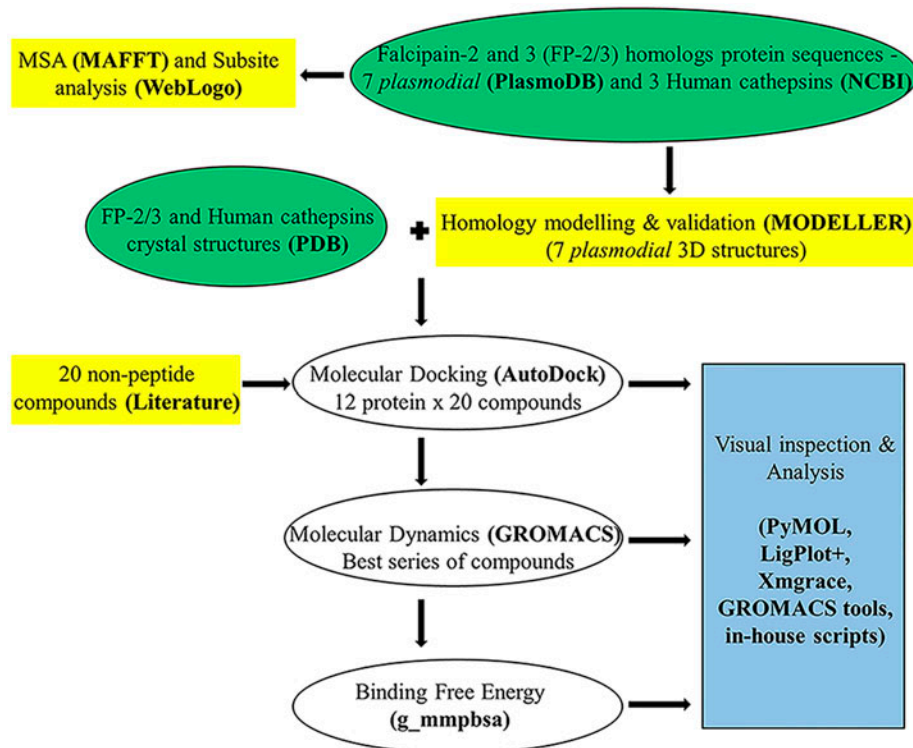 MSA (MAFFT) and Subsite
analysis (WebLogo)
Falcipain-2 and 3 (FP-2/3) homologs protein sequences -
7 plasmodial (PlasmoDB) and 3 Human cathepsins (NCBI)
FP-2/3 and Human cathepsins
crystal structures (PDB)
+
Homology modelling & validation (MODELLER)
(7 plasmodial 3D structures)
20 non-peptide
compounds (Literature)
Molecular Docking (AutoDock)
12 protein x 20 compounds
Molecular Dynamics (GROMACS)
Best series of compounds
Binding Free Energy
(g_mmpbsa)
Visual inspection &
Analysis
(PyMOL,
LigPlot+,
Xmgrace,
GROMACS tools,
in-house scripts)